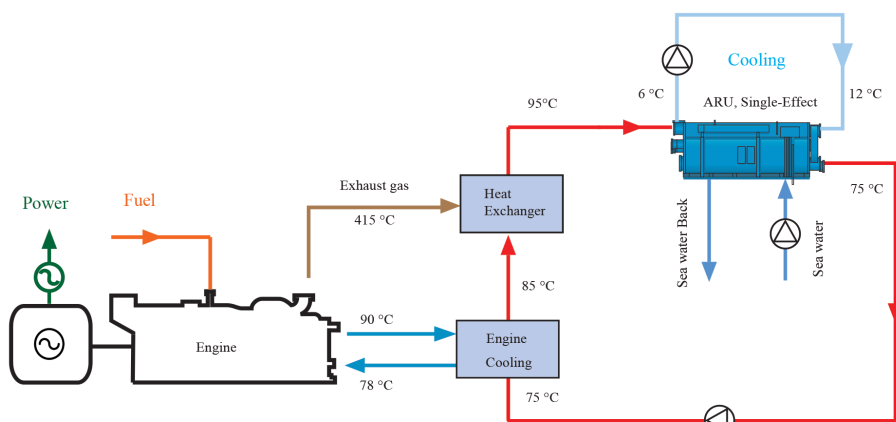 Cooling
6 °C
12 °C
ARU, Single-Effect
95°C
75 °C
Exhaust gas
415 °C
Heat
Exchanger
Power
Fuel
Sea water Back
Sea water
85 °C
90 °C
Engine
Engine
Cooling
78 °C
75 °C